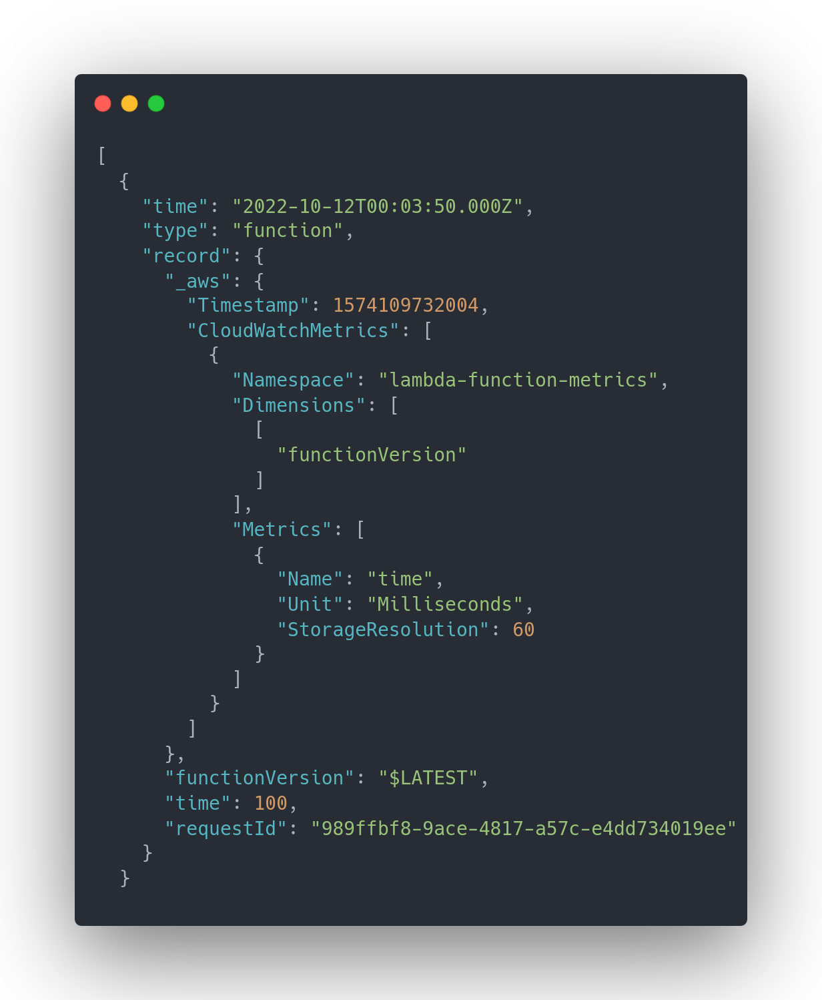 [
  {
    "time": "2022-10-12T00:03:50.000Z",
    "type": "function",
    "record": {
      "_aws": {
        "Timestamp": 1574109732004,
        "CloudWatchMetrics": [
          {
            "Namespace": "lambda-function-metrics",
            "Dimensions": [
              [
                "functionVersion"
              ]
            ],
            "Metrics": [
              {
                "Name": "time",
                "Unit": "Milliseconds",
                "StorageResolution": 60
              }
            ]
          }
        ]
      },
      "functionVersion": "$LATEST",
      "time": 100,
      "requestId": "989ffbf8-9ace-4817-a57c-e4dd734019ee"
    }
  }